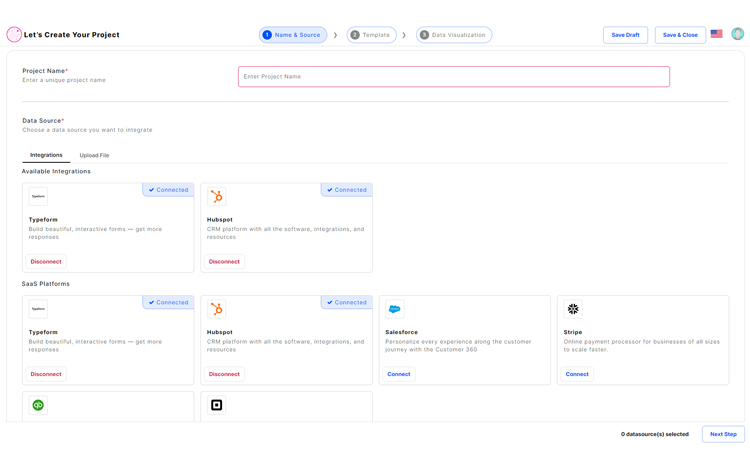 Let's Create Your Project
1 Name & Source
2 Template
3 Data Visualization
Save Draft
Save & Close
Project Name*
Enter a unique project name
Enter Project Name
Data Source*
Choose a data source you want to integrate
Integrations
Upload File
Available Integrations
Typeform
Connected
Typeform
Build beautiful, interactive forms — get more
responses
Disconnect
Connected
Hubspot
CRM platform with all the software, integrations, and
resources
Disconnect
SaaS Platforms
Typeform
Connected
Typeform
Build beautiful, interactive forms — get more
responses
Disconnect
Connected
Hubspot
CRM platform with all the software, integrations, and
resources
Disconnect
Salesforce
Personalize every experience along the customer
journey with the Customer 360
Connect
Stripe
Online payment processor for businesses of all sizes
to scale faster.
Connect
qb
0 datasource(s) selected
Next Step